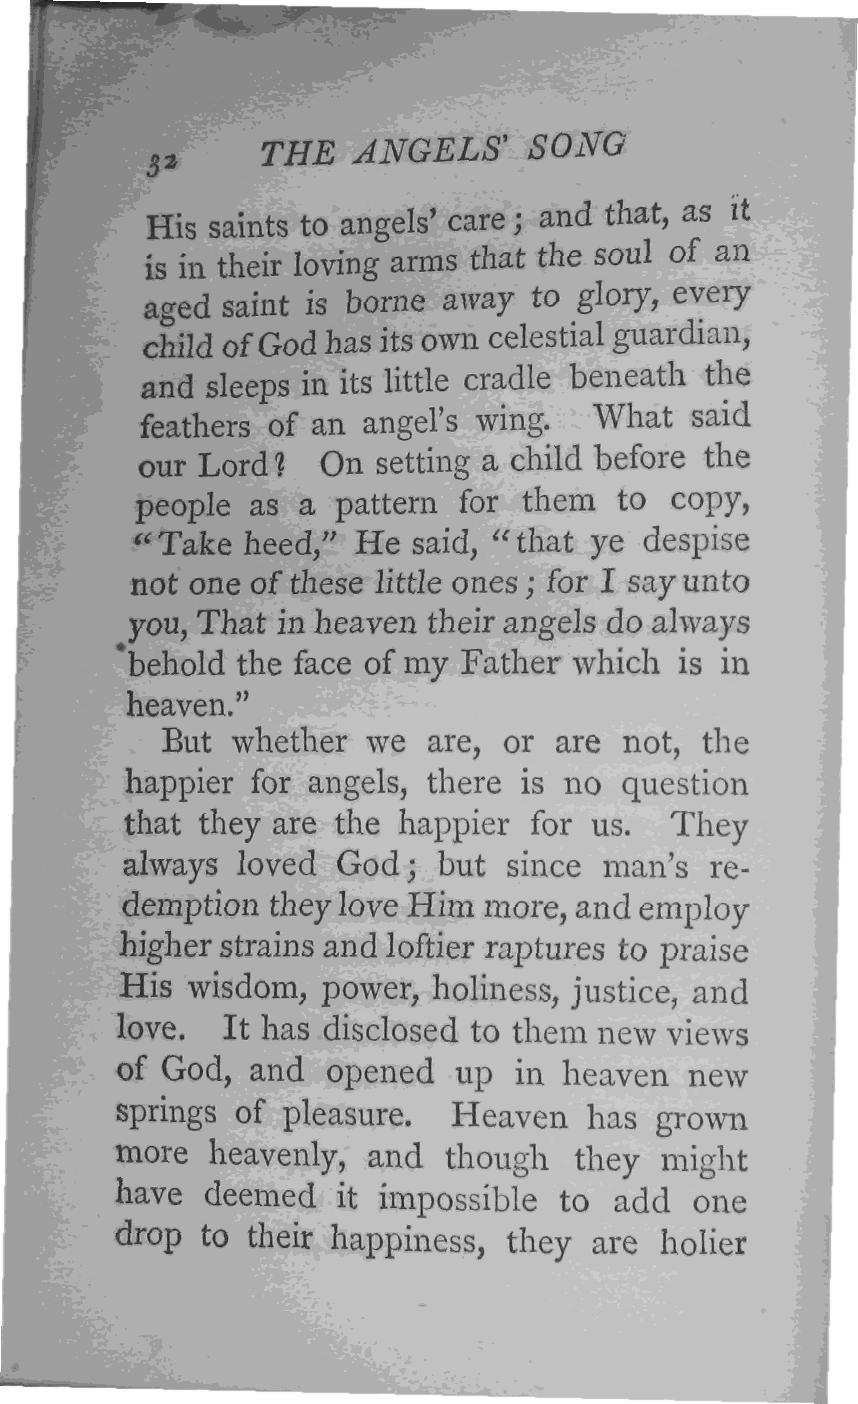 32 THE ANGELS' SONG
His saints to angels' care; and that, as it
is in their loving arms that the soul of an
aged saint is borne away to glory, every
child of God has its own celestial guardian,
and sleeps in its little cradle beneath the
feathers of an angel's wing. What said
our Lord? On setting a child before the
people as a pattern for them to copy,
"Take heed," He said, "that ye despise
not one of these little ones; for I say unto
you, That in heaven their angels do always
behold the face of my Father which is in
heaven."
But whether we are, or are not, the
happier for angels, there is no question
that they are the happier for us. They
always loved God; but since man's re-
demption they love Him more, and employ
higher strains and loftier raptures to praise
His wisdom, power, holiness, justice, and
love. It has disclosed to them new views
of God, and opened up in heaven new
springs of pleasure. Heaven has grown
more heavenly, and though they might
have deemed it impossible to add one
drop to their happiness, they are holier